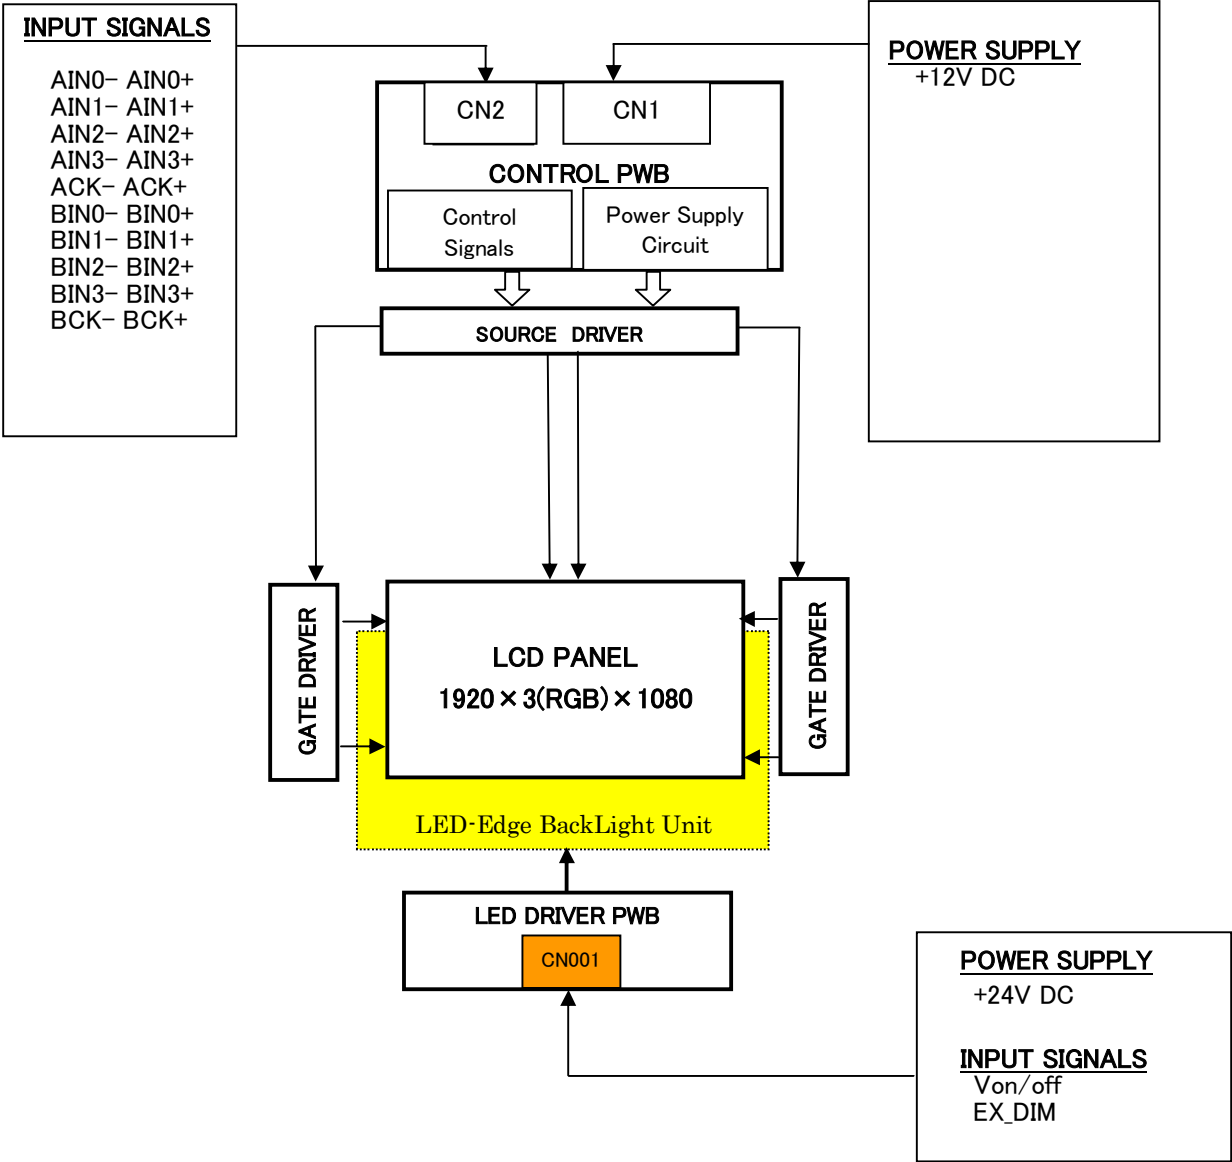 INPUT SIGNALS
AIN0- AIN0+
AIN1- AIN1+
AIN2- AIN2+
AIN3- AIN3+
ACK- ACK+
BIN0- BIN0+
BIN1- BIN1+
BIN2- BIN2+
BIN3- BIN3+
BCK- BCK+
POWER SUPPLY
+12V DC
CN2
CN1
CONTROL PWB
Control
Signals
Power Supply
Circuit
SOURCE DRIVER
GATE DRIVER
LCD PANEL
1920×3(RGB)×1080
GATE DRIVER
LED-Edge BackLight Unit
LED DRIVER PWB
CN001
POWER SUPPLY
+24V DC
INPUT SIGNALS
Von/off
EX_DIM